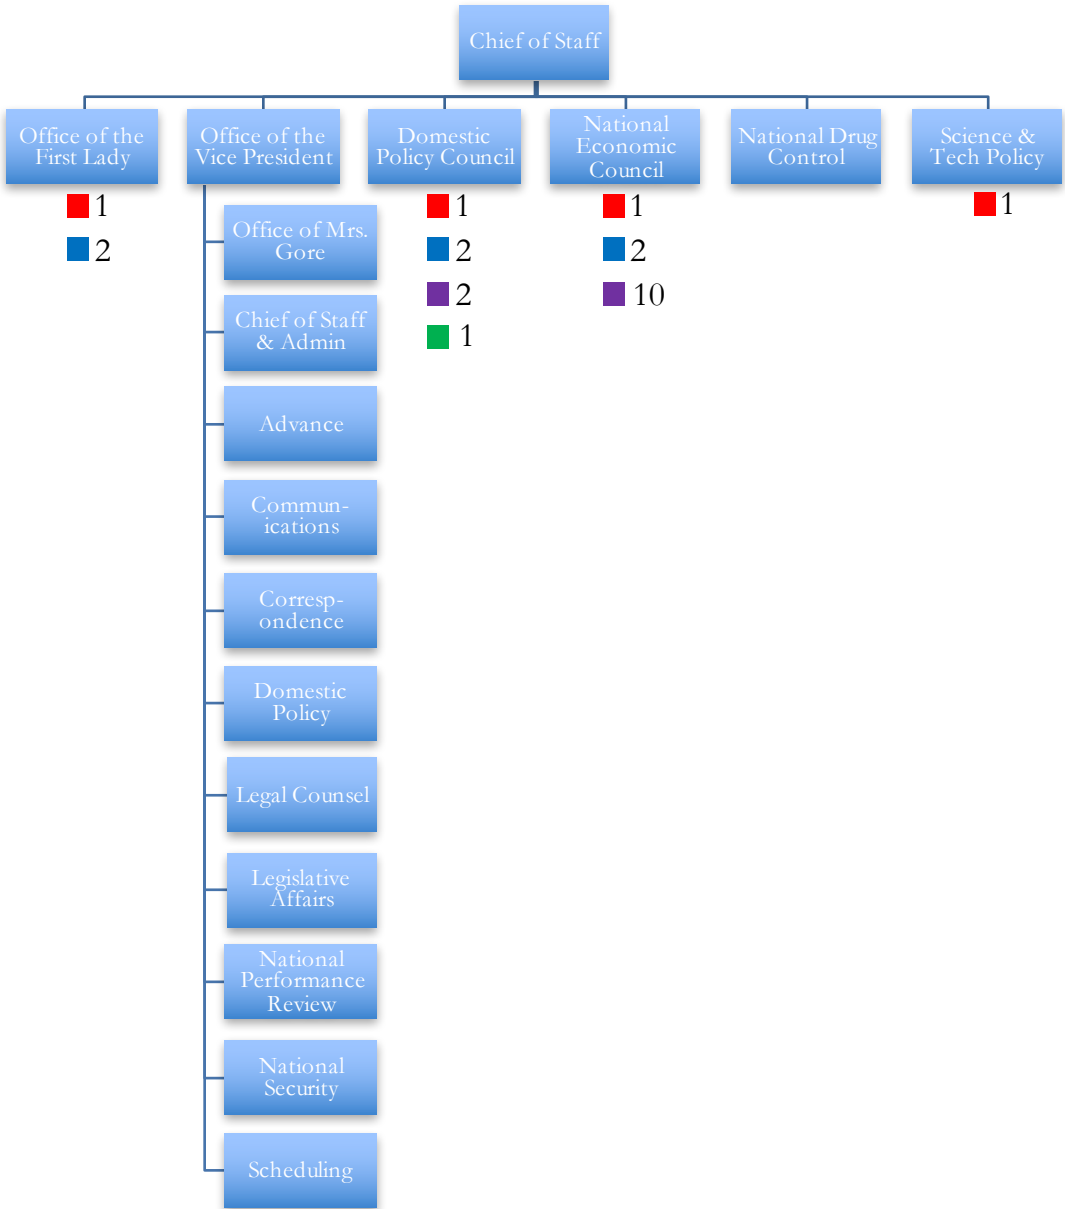 Chief of Staff
Office of the
First Lady
Office of the
Vice President
Domestic
Policy Council
National
Economic
Council
National Drug
Control
Science &
Tech Policy
1
2
1
2
2
1
1
2
10
1
Office of Mrs.
Gore
Chief of Staff
& Admin
Advance
Commun-
ications
Corresp-
ondence
Domestic
Policy
Legal Counsel
Legislative
Affairs
National
Performance
Review
National
Security
Scheduling